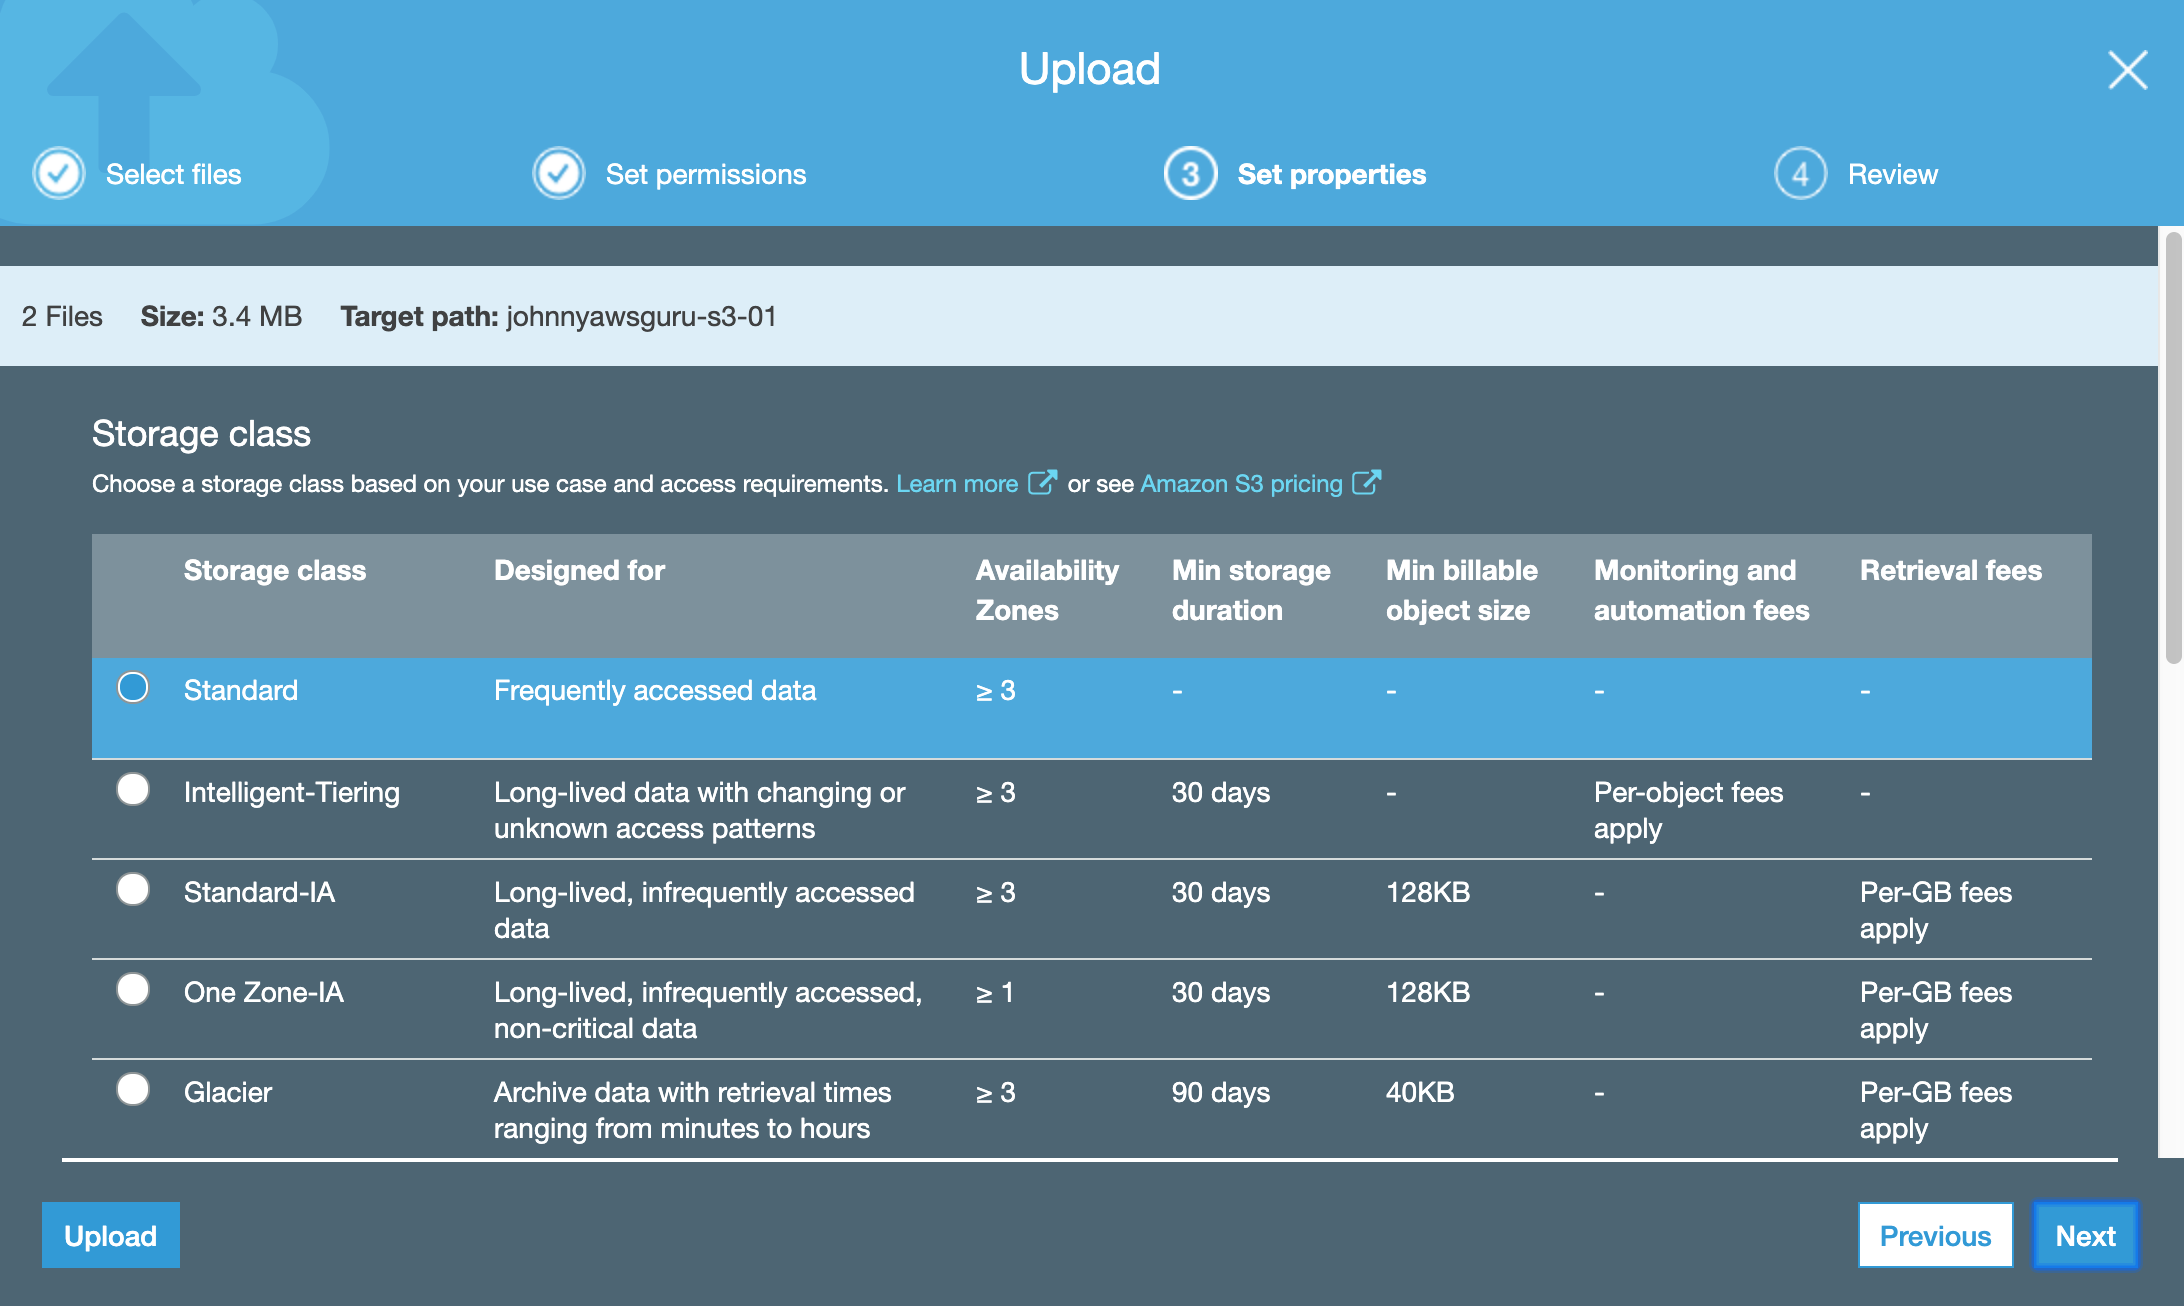 Upload
Select files
Set permissions
3 Set properties
4 Review
2 Files Size: 3.4 MB Target path: johnnyawsguru-s3-01
Storage class
Choose a storage class based on your use case and access requirements. Learn more or see Amazon S3 pricing
Storage class Designed for Availability Zones Min storage duration Min billable object size Monitoring and automation fees Retrieval fees
Standard Frequently accessed data ≥ 3 - - - -
Intelligent-Tiering Long-lived data with changing or unknown access patterns ≥ 3 30 days - Per-object fees apply -
Standard-IA Long-lived, infrequently accessed data ≥ 3 30 days 128KB - Per-GB fees apply
One Zone-IA Long-lived, infrequently accessed, non-critical data ≥ 1 30 days 128KB - Per-GB fees apply
Glacier Archive data with retrieval times ranging from minutes to hours ≥ 3 90 days 40KB - Per-GB fees apply
Upload Previous Next